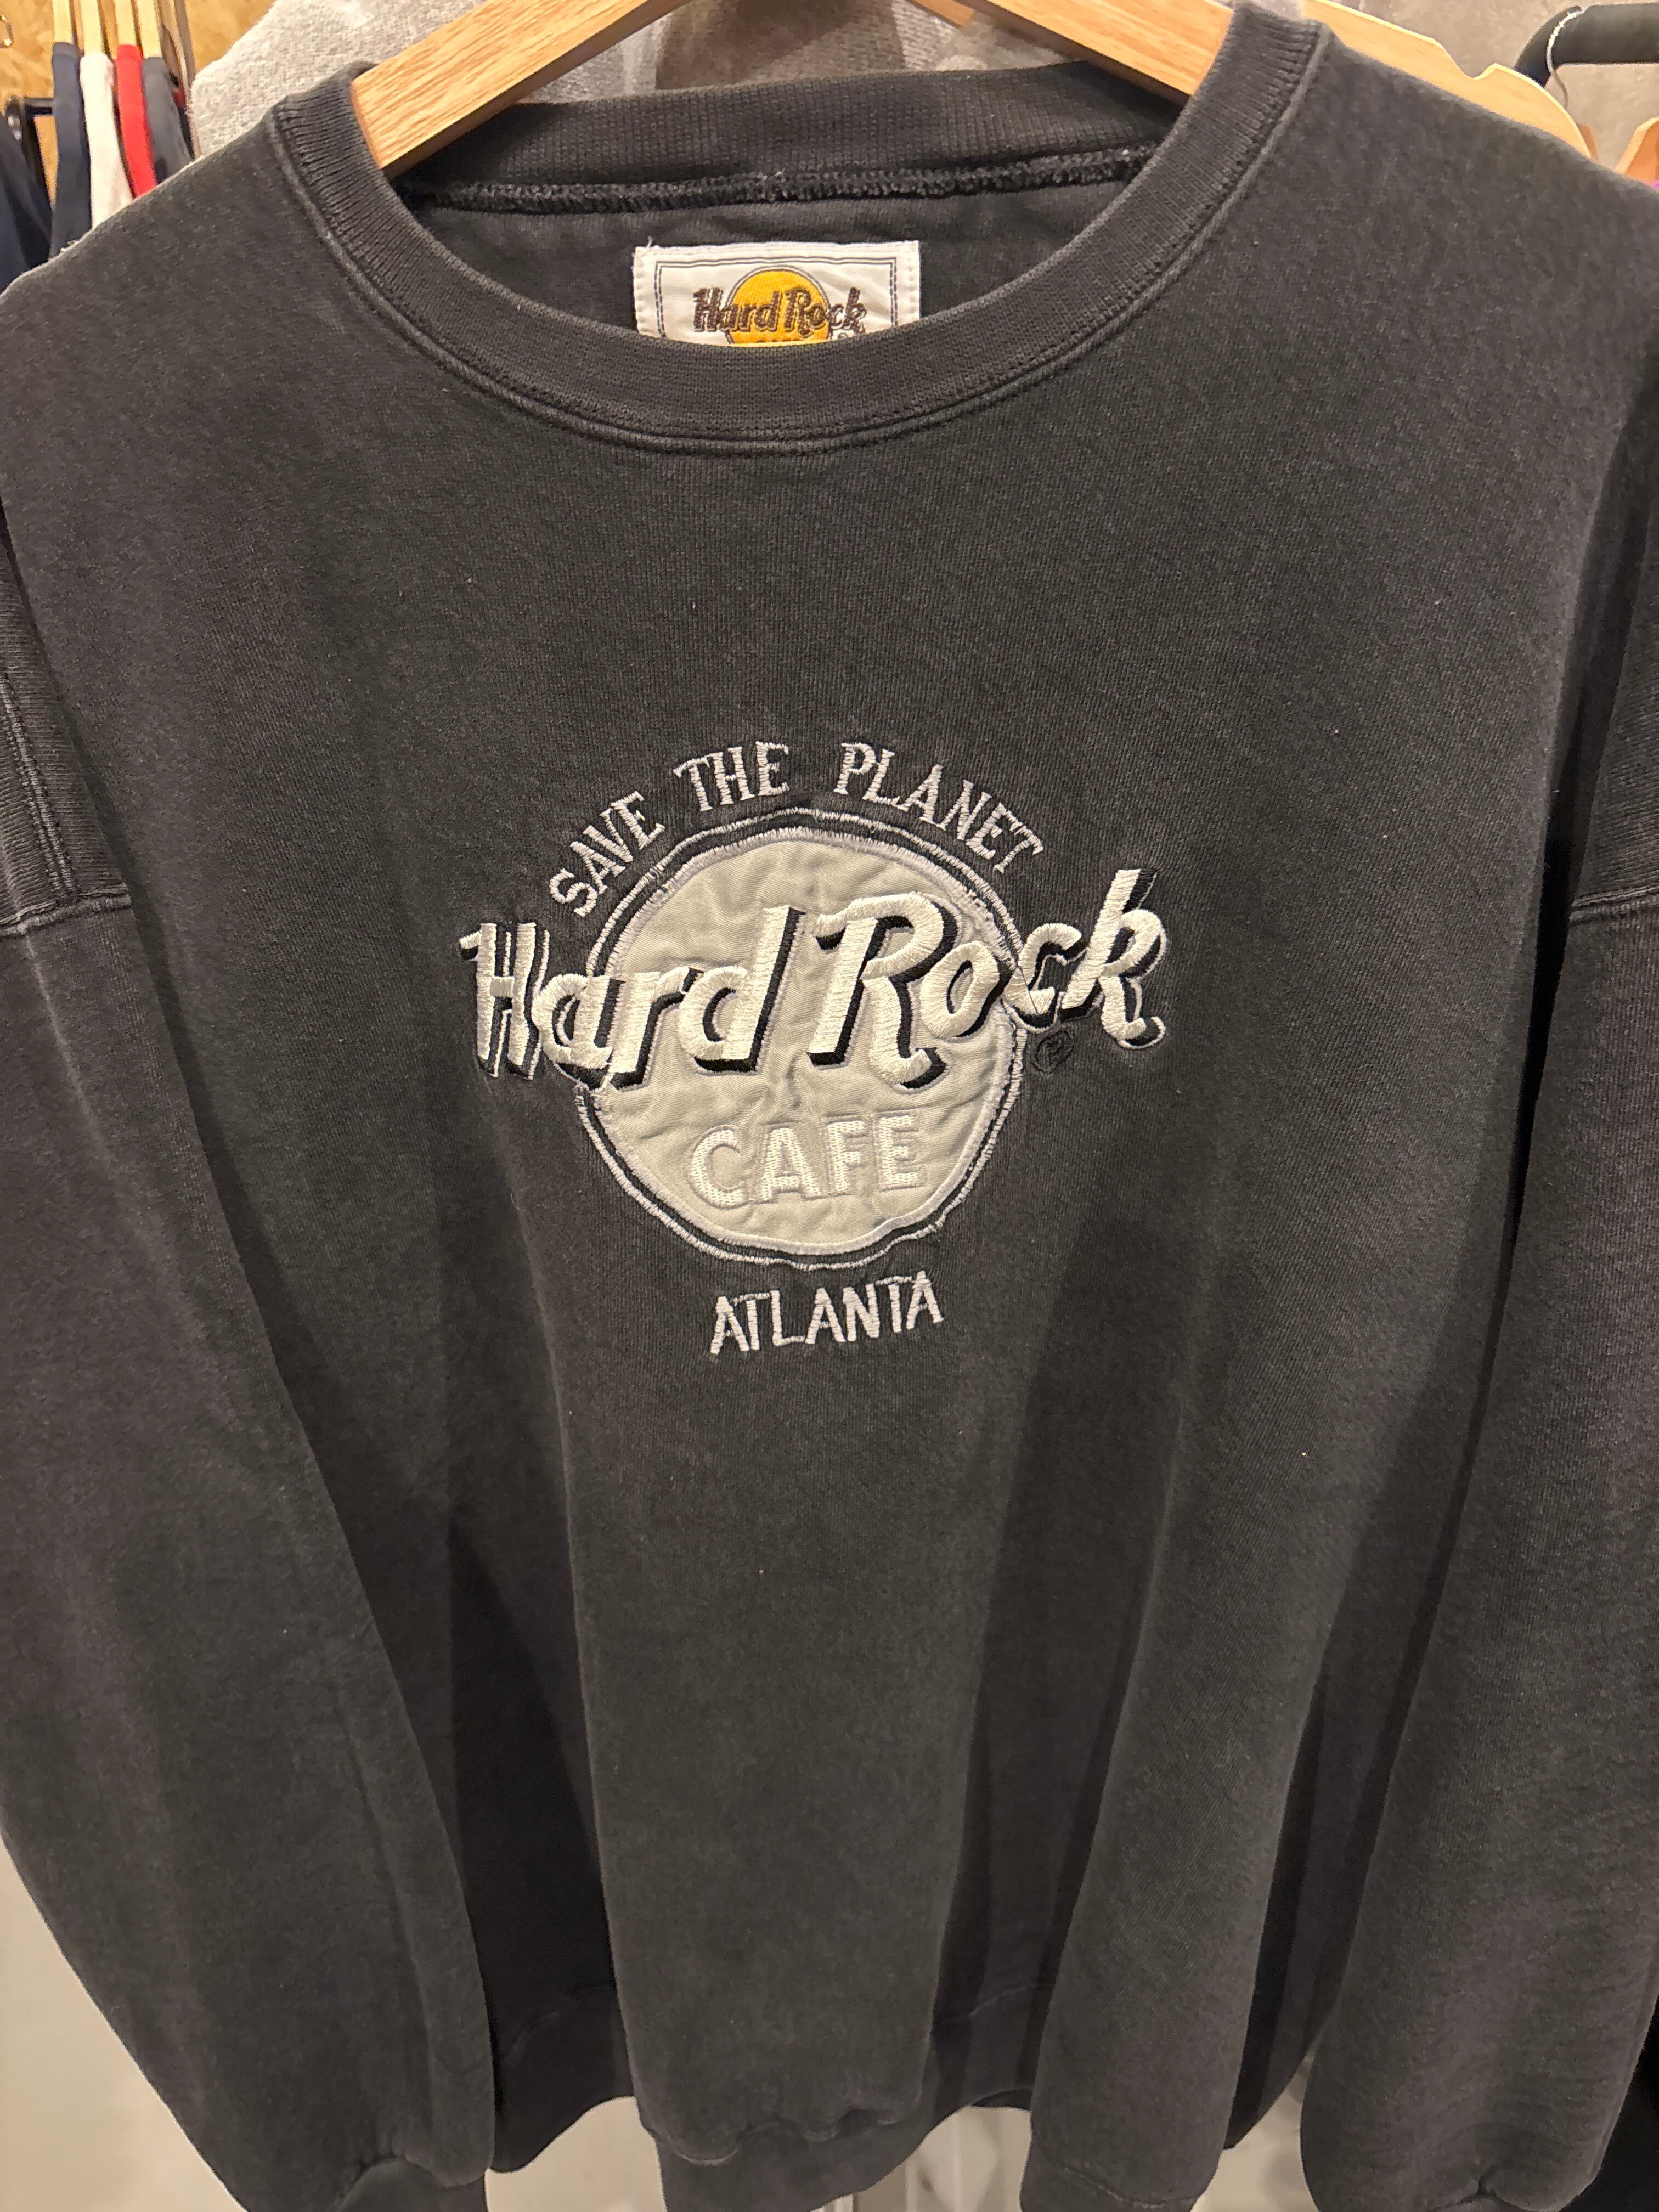 Hard Rock
SAVE THE PLANET
Hard Rock
®
CAFE
ATLANTA